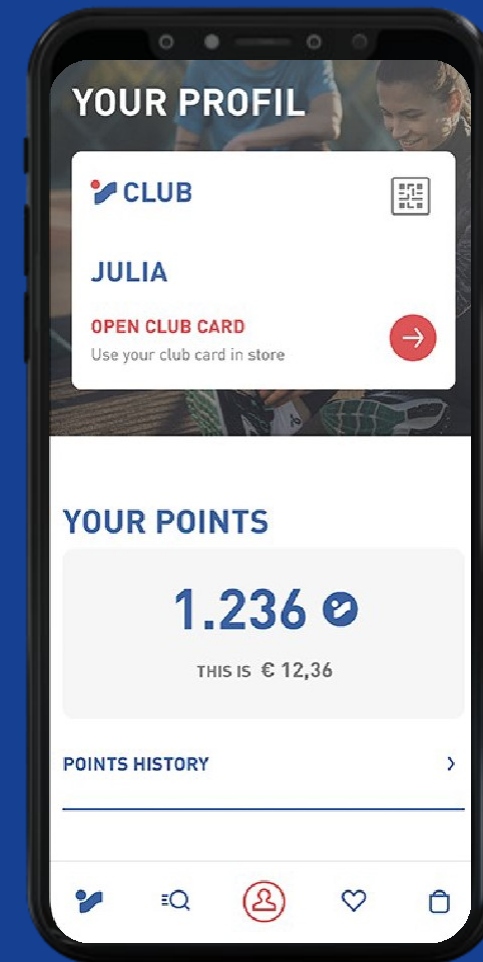 YOUR PROFIL
CLUB
JULIA
OPEN CLUB CARD
Use your club card in store
YOUR POINTS
1.236
THIS IS € 12,36
POINTS HISTORY